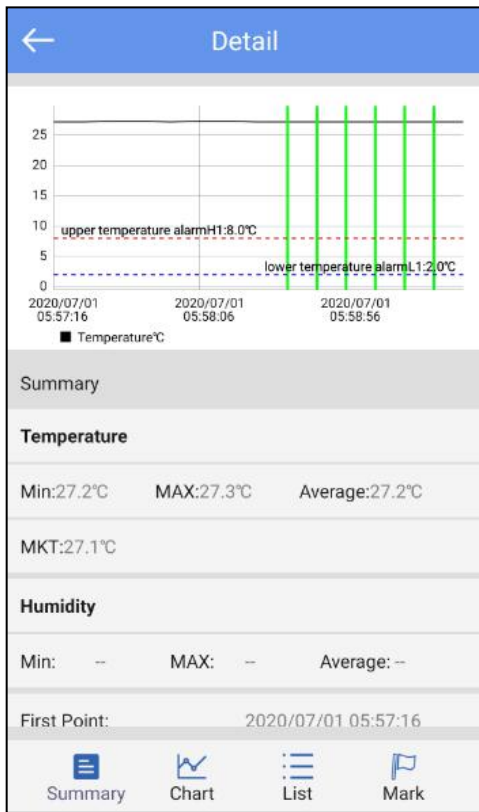 Detail
25
20
15
10
upper temperature alarmH1:8.0℃
5
lower temperature alarmL1:2.0℃
0
2020/07/01 2020/07/01 2020/07/01
05:57:16 05:58:06 05:58:56
Temperature℃
Summary
Temperature
Min:27.2℃ MAX:27.3℃ Average:27.2℃
MKT:27.1℃
Humidity
Min: -- MAX: -- Average: --
First Point: 2020/07/01 05:57:16
Summary Chart List Mark